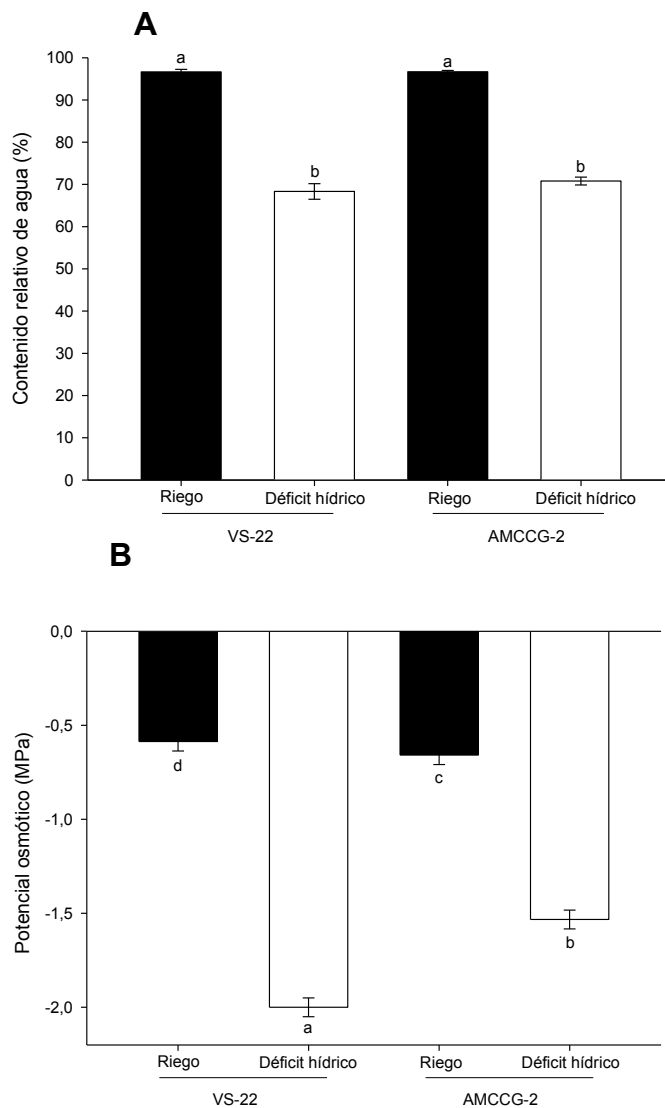 A
Contenido relativo de agua (%)
100
90
80
70
60
50
40
30
20
10
0
a
b
a
b
Riego Déficit hídrico Riego Déficit hídrico
VS-22 AMCCG-2
B
Potencial osmótico (MPa)
0,0
-0,5
-1,0
-1,5
-2,0
d
a
c
b
Riego Déficit hídrico Riego Déficit hídrico
VS-22 AMCCG-2